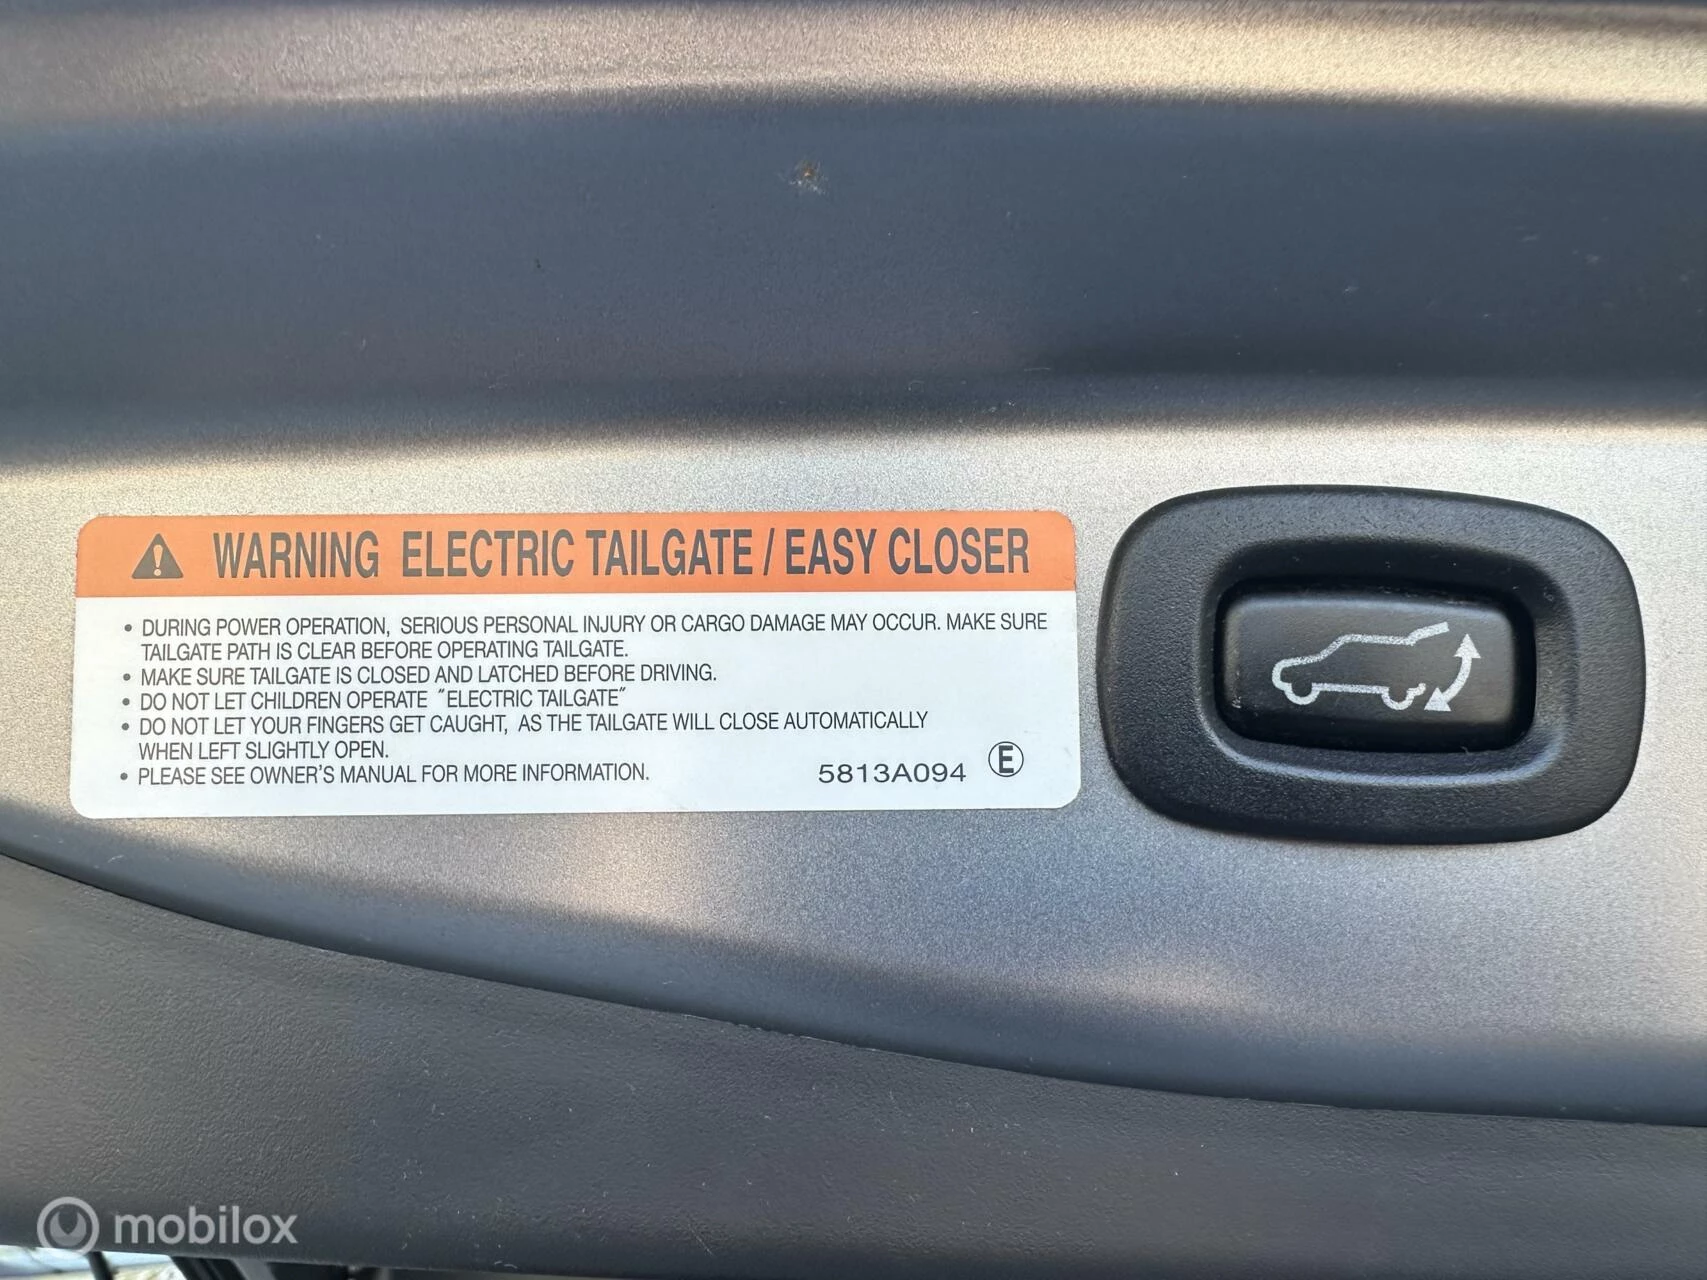 WARNING ELECTRIC TAILGATE / EASY CLOSER
• DURING POWER OPERATION, SERIOUS PERSONAL INJURY OR CARGO DAMAGE MAY OCCUR. MAKE SURE
TAILGATE PATH IS CLEAR BEFORE OPERATING TAILGATE.
• MAKE SURE TAILGATE IS CLOSED AND LATCHED BEFORE DRIVING.
• DO NOT LET CHILDREN OPERATE "ELECTRIC TAILGATE"
• DO NOT LET YOUR FINGERS GET CAUGHT, AS THE TAILGATE WILL CLOSE AUTOMATICALLY
WHEN LEFT SLIGHTLY OPEN.
• PLEASE SEE OWNER'S MANUAL FOR MORE INFORMATION.
5813A094 Ⓔ
mobilox